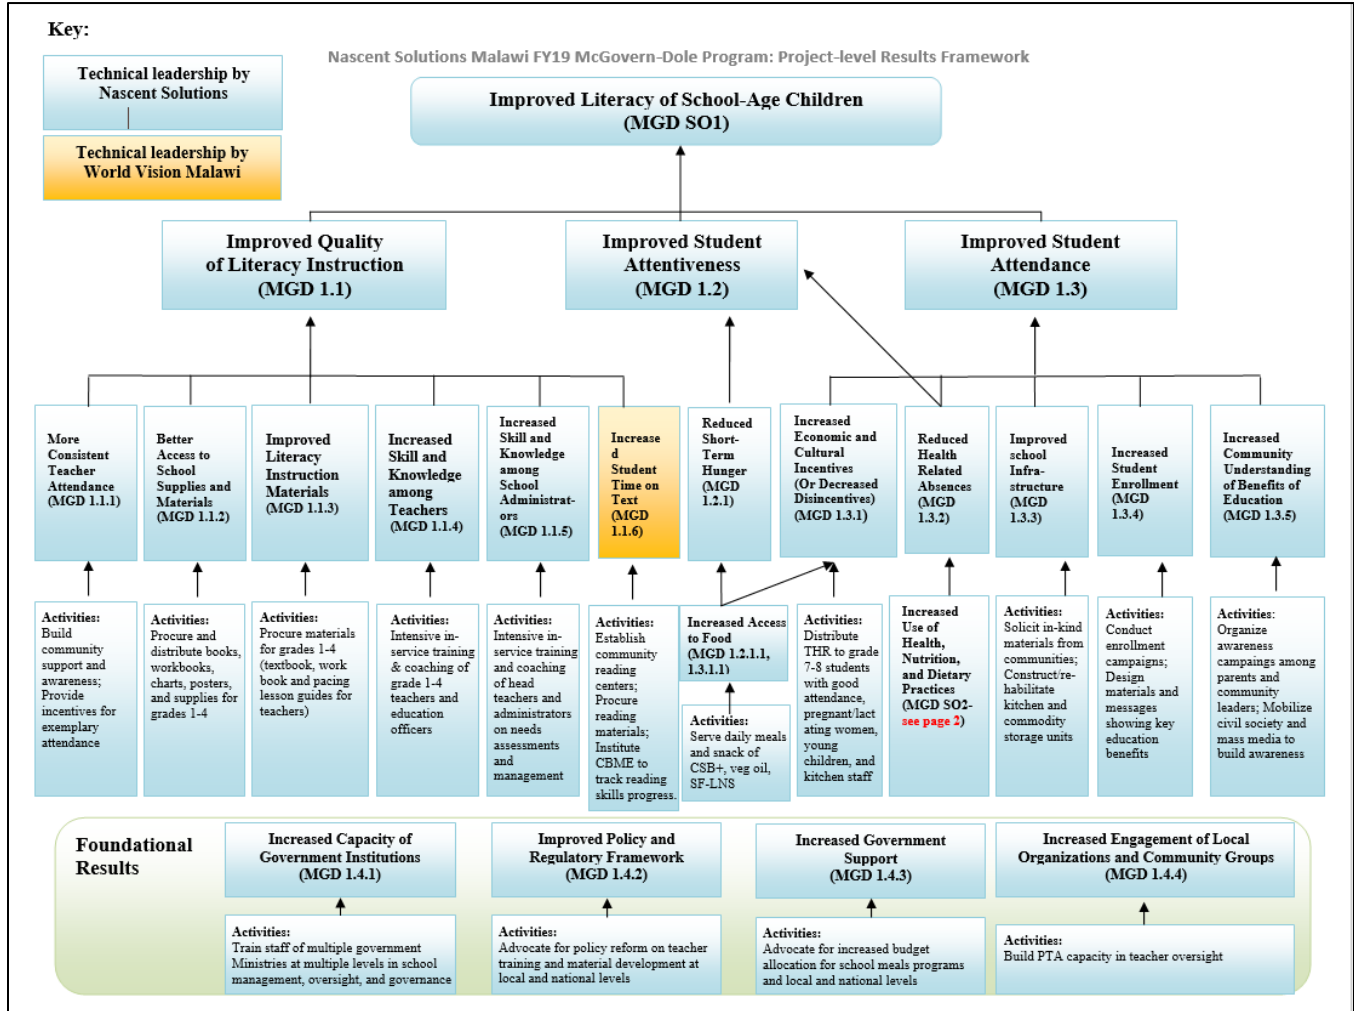 Key:
Nascent Solutions Malawi FY19 McGovern-Dole Program: Project-level Results Framework
Technical leadership by
Nascent Solutions
Technical leadership by
World Vision Malawi
Improved Literacy of School-Age Children
(MGD SO1)
Improved Quality
of Literacy Instruction
(MGD 1.1)
Improved Student
Attentiveness
(MGD 1.2)
Improved Student
Attendance
(MGD 1.3)
More
Consistent
Teacher
Attendance
(MGD 1.1.1)
Better
Access to
School
Supplies and
Materials
(MGD 1.1.2)
Improved
Literacy
Instruction
Materials
(MGD 1.1.3)
Increased
Skill and
Knowledge
among
Teachers
(MGD 1.1.4)
Increased
Skill and
Knowledge
among
School
Administrat-
ors
(MGD 1.1.5)
Increase
d
Student
Time on
Text
(MGD
1.1.6)
Reduced
Short-
Term
Hunger
(MGD
1.2.1)
Increased
Economic and
Cultural
Incentives
(Or Decreased
Disincentives)
(MGD 1.3.1)
Reduced
Health
Related
Absences
(MGD
1.3.2)
Improved
school
Infra-
structure
(MGD
1.3.3)
Increased
Student
Enrollment
(MGD
1.3.4)
Increased
Community
Understanding
of Benefits of
Education
(MGD 1.3.5)
Activities:
Build
community
support and
awareness;
Provide
incentives for
exemplary
attendance
Activities:
Procure and
distribute books,
workbooks,
charts, posters,
and supplies for
grades 1-4
Activities:
Procure materials
for grades 1-4
(textbook, work
book and pacing
lesson guides for
teachers)
Activities:
Intensive in-
service training
& coaching of
grade 1-4
teachers and
education
officers
Activities:
Intensive in-
service training
and coaching
of head
teachers and
administrators
on needs
assessments
and
management
Activities:
Establish
community
reading
centers;
Procure
reading
materials;
Institute
CBME to
track reading
skills progress.
Increased Access
to Food
(MGD 1.2.1.1,
1.3.1.1)
Activities:
Serve daily meals
and snack of
CSB+, veg oil,
SF-LNS
Activities:
Distribute
THR to grade
7-8 students
with good
attendance,
pregnant/lact
ating women,
young
children, and
kitchen staff
Increased
Use of
Health,
Nutrition,
and Dietary
Practices
(MGD SO2-
see page 2)
Activities:
Solicit in-kind
materials from
communities;
Construct/re-
habilitate
kitchen and
commodity
storage units
Activities:
Conduct
enrollment
campaigns;
Design
materials and
messages
showing key
education
benefits
Activities:
Organize
awareness
campaings among
parents and
community
leaders; Mobilize
civil society and
mass media to
build awareness
Foundational
Results
Increased Capacity of
Government Institutions
(MGD 1.4.1)
Improved Policy and
Regulatory Framework
(MGD 1.4.2)
Increased Government
Support
(MGD 1.4.3)
Increased Engagement of Local
Organizations and Community Groups
(MGD 1.4.4)
Activities:
Train staff of multiple government
Ministries at multiple levels in school
management, oversight, and governance
Activities:
Advocate for policy reform on teacher
training and material development at
local and national levels
Activities:
Advocate for increased budget
allocation for school meals programs
and local and national levels
Activities:
Build PTA capacity in teacher oversight